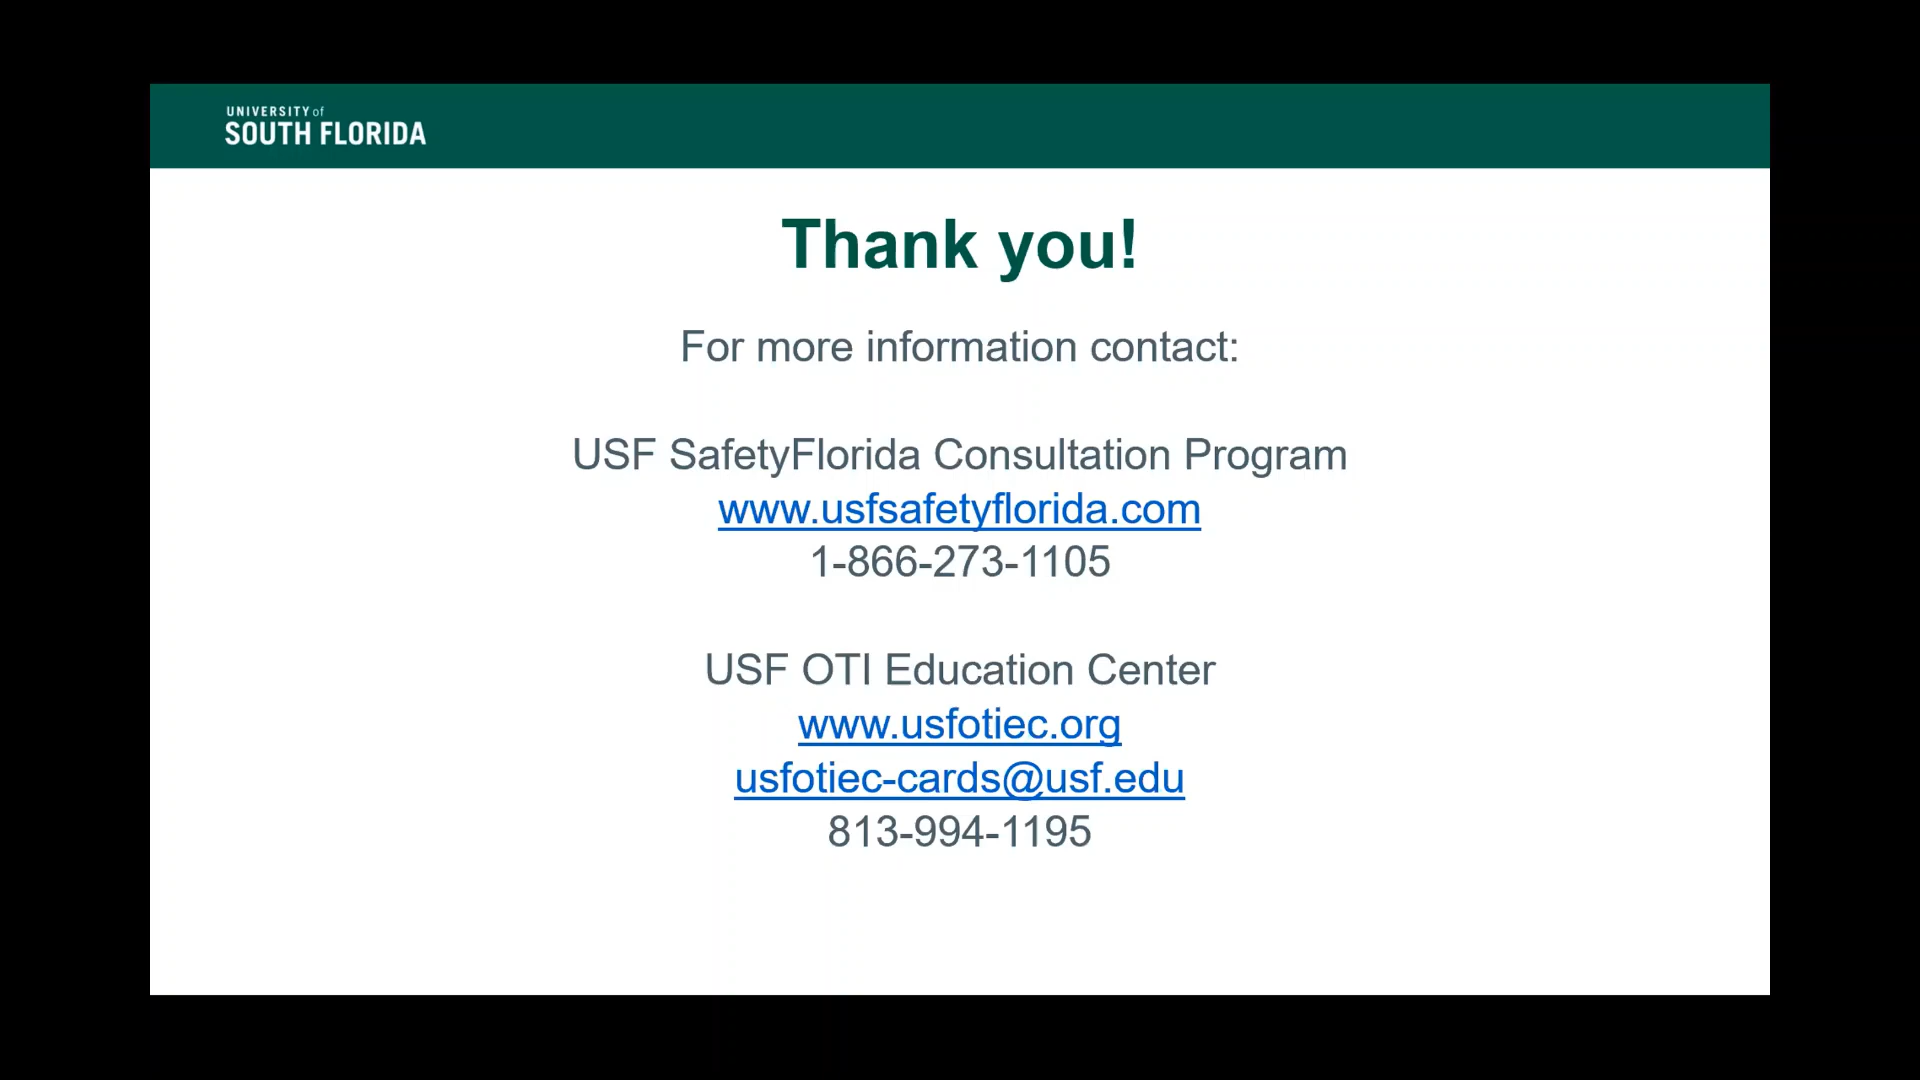 UNIVERSITY of
SOUTH FLORIDA
Thank you!
For more information contact:
USF SafetyFlorida Consultation Program
www.usfsafetyflorida.com
1-866-273-1105
USF OTI Education Center
www.usfotiec.org
usfotiec-cards@usf.edu
813-994-1195